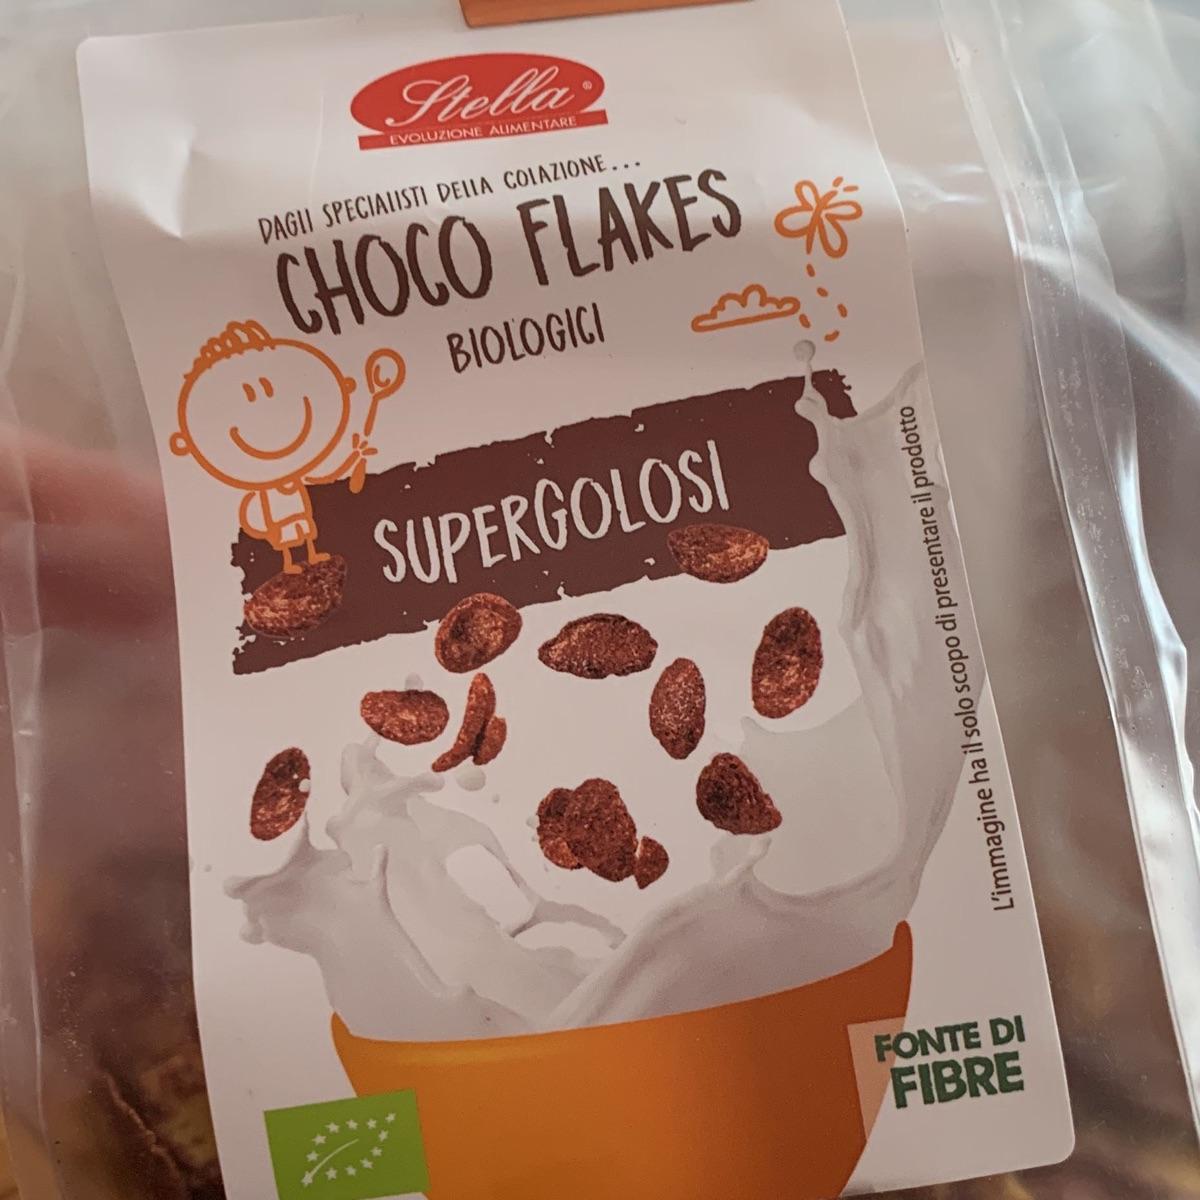 Stella®
EVOLUZIONE ALIMENTARE
DAGLI SPECIALISTI DELLA COLAZIONE...
CHOCO FLAKES
BIOLOGICI
SUPERGOLOSI
L'immagine ha il solo scopo di presentare il prodotto
FONTE DI
FIBRE